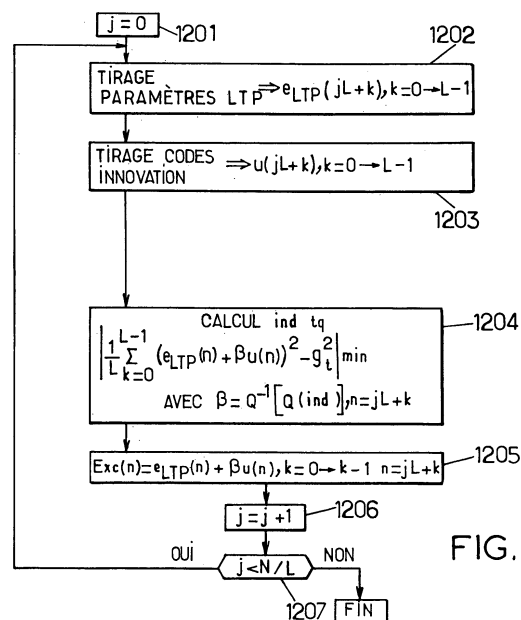 j=0
1201
1202
TIRAGE
PARAMÈTRES LTP ⇒ e_LTP(jL+k), k=0→L-1
TIRAGE CODES ⇒ u(jL+k), k=0→L-1
INNOVATION
1203
1204
CALCUL ind tq
|1/L Σ_{k=0}^{L-1} (e_LTP(n)+βu(n))²-g_t²| min
AVEC β=Q⁻¹[Q(ind)], n=jL+k
1205
Exc(n)=e_LTP(n)+βu(n), k=0→k-1 n=jL+k
1206
j=j+1
OUI
NON
FIG.
j<N/L
1207
FIN